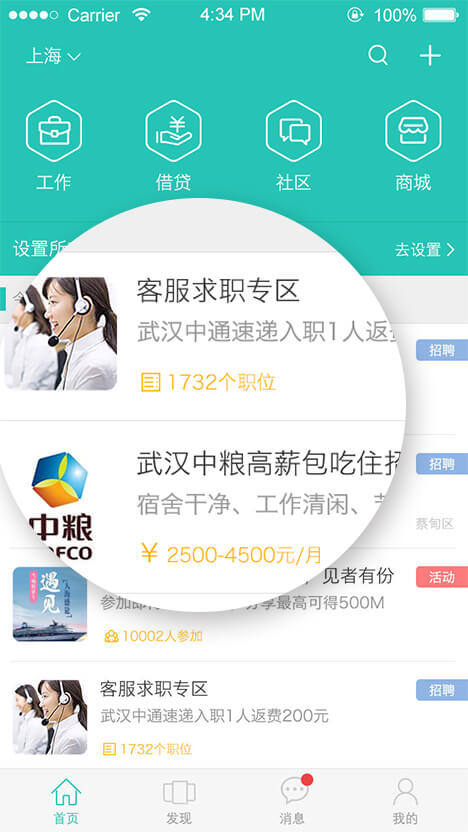 Carrier 4:34 PM 100%
上海
工作 借贷 社区 商城
设置所 去设置
客服求职专区
武汉中通速递入职1人返费
招聘
1732个职位
武汉中粮高薪包吃住招
招聘
宿舍干净、工作清闲、
中粮
OFCO
蔡甸区
¥ 2500-4500元/月
遇见
，见者有份
活动
参加即 分享最高可得500M
10002人参加
客服求职专区
招聘
武汉中通速递入职1人返费200元
1732个职位
首页 发现 消息 我的